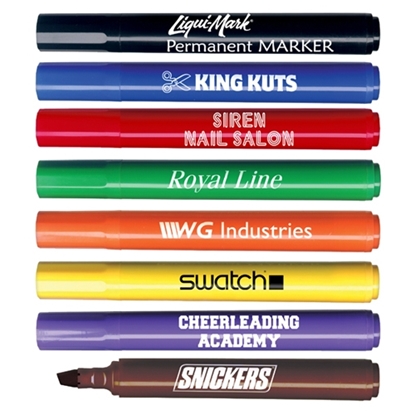 Liqui-Mark
Permanent MARKER
KING KUTS
SIREN
NAIL SALON
Royal Line
WG Industries
swatch
CHEERLEADING
ACADEMY
SNICKERS